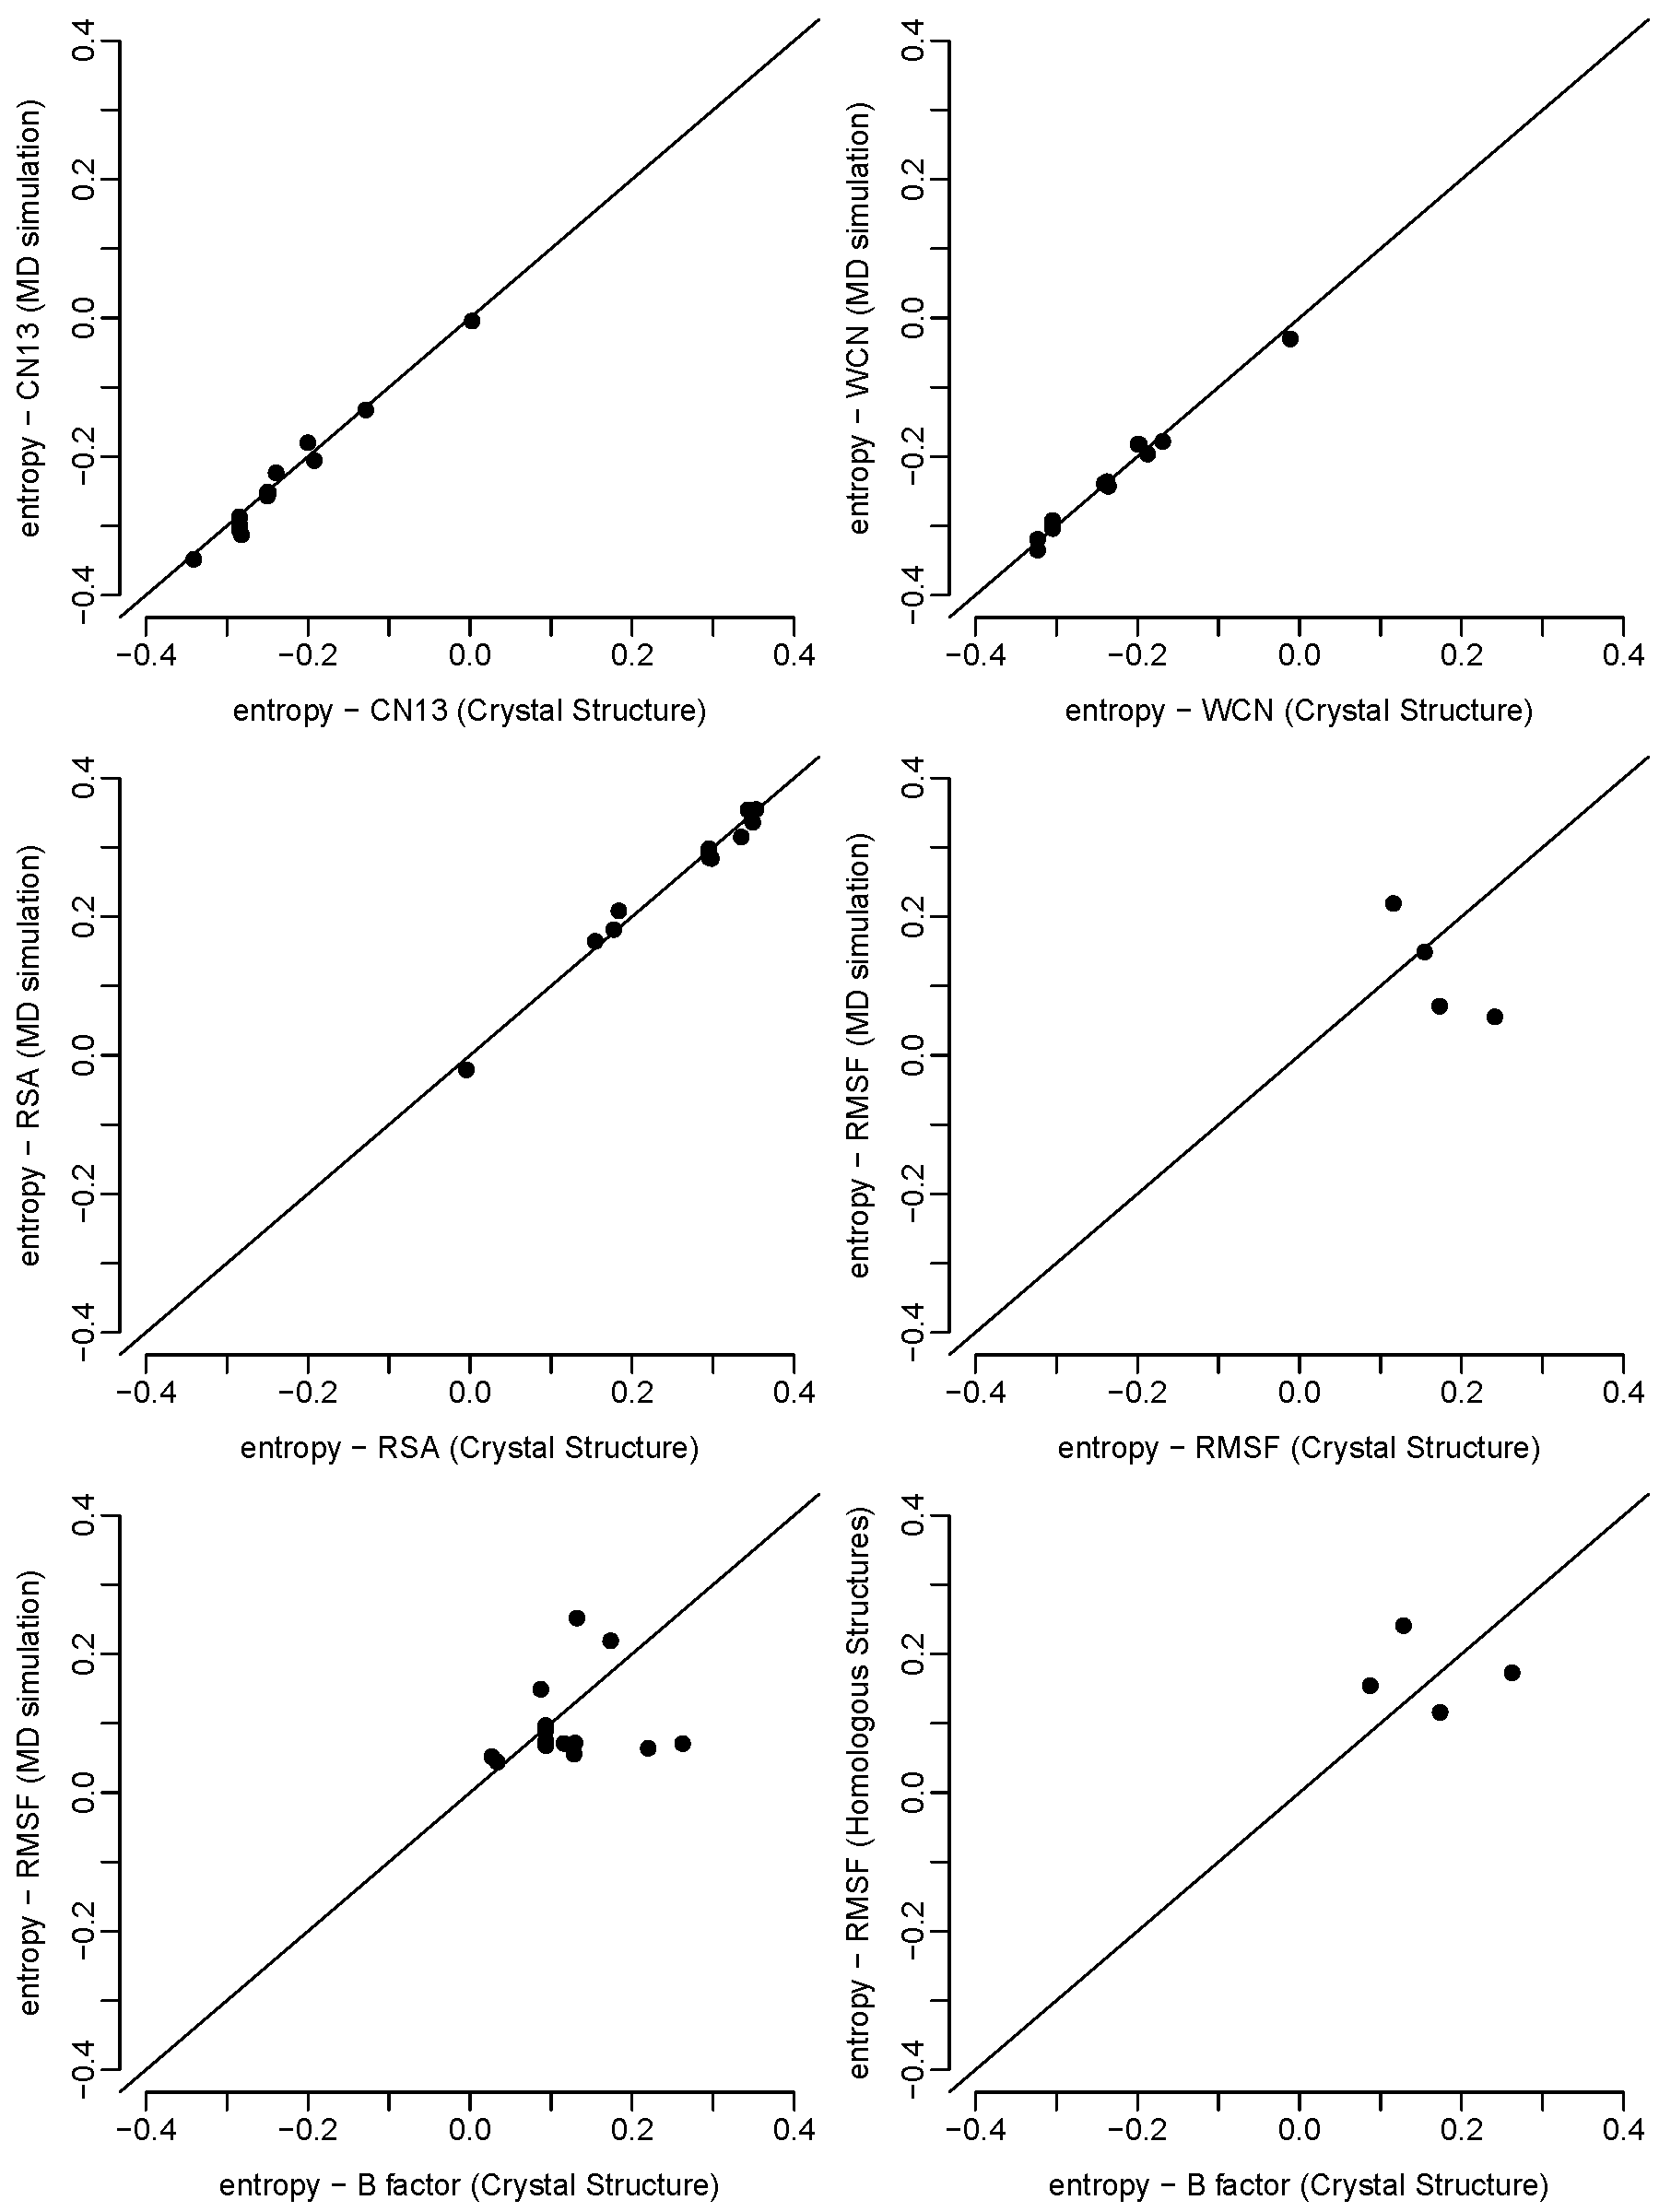 entropy − CN13 (MD simulation)
0.4
0.2
0.0
−0.2
−0.4
−0.4 −0.2 0.0 0.2 0.4
entropy − CN13 (Crystal Structure)
entropy − WCN (MD simulation)
0.4
0.2
0.0
−0.2
−0.4
−0.4 −0.2 0.0 0.2 0.4
entropy − WCN (Crystal Structure)
entropy − RSA (MD simulation)
0.4
0.2
0.0
−0.2
−0.4
−0.4 −0.2 0.0 0.2 0.4
entropy − RSA (Crystal Structure)
entropy − RMSF (MD simulation)
0.4
0.2
0.0
−0.2
−0.4
−0.4 −0.2 0.0 0.2 0.4
entropy − RMSF (Crystal Structure)
entropy − RMSF (MD simulation)
0.4
0.2
0.0
−0.2
−0.4
−0.4 −0.2 0.0 0.2 0.4
entropy − B factor (Crystal Structure)
entropy − RMSF (Homologous Structures)
0.4
0.2
0.0
−0.2
−0.4
−0.4 −0.2 0.0 0.2 0.4
entropy − B factor (Crystal Structure)